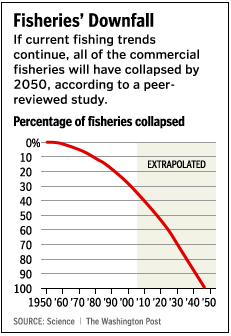 Fisheries' Downfall
If current fishing trends
continue, all of the commercial
fisheries will have collapsed by
2050, according to a peer-
reviewed study.
Percentage of fisheries collapsed
0%
EXTRAPOLATED
10
20
30
40
50
60
70
80
90
100
1950 '60 '70 '80 '90 '00 '10 '20 '30 '40 '50
SOURCE: Science | The Washington Post